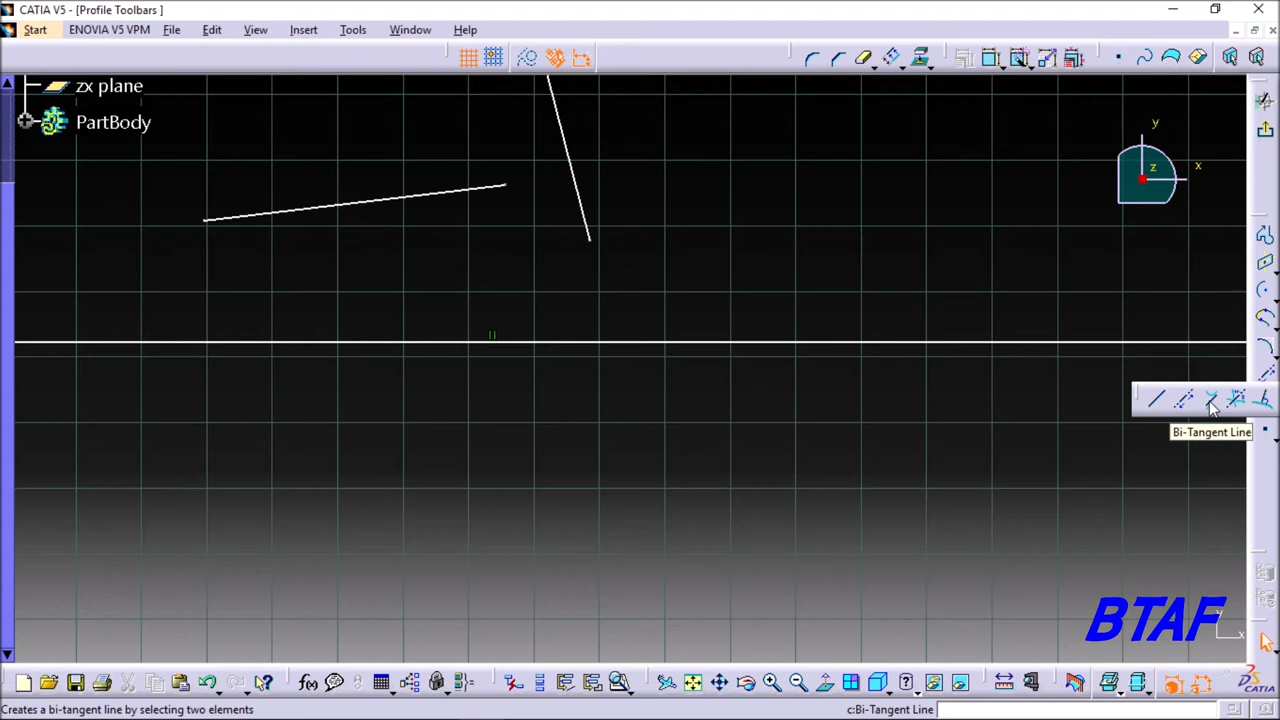 CATIA V5 - [Profile Toolbars ]
Start ENOVIA V5 VPM File Edit View Insert Tools Window Help
zx plane
PartBody
y
x
z
Bi-Tangent Line
BTAF
Y
x
f(x)
CATIA
Creates a bi-tangent line by selecting two elements c:Bi-Tangent Line